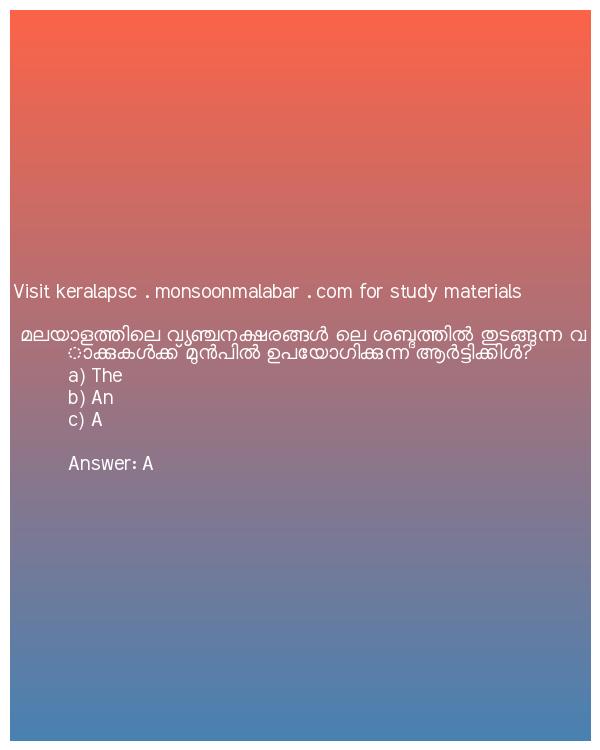 Visit keralapsc . monsoonmalabar . com for study materials
മലയാളത്തിലെ വ്യഞ്ചനക്ഷരങ്ങൾ ലെ ശബ്ദത്തിൽ തുടങ്ങുന്ന വ
ാക്കുകൾക്ക് മുൻപിൽ ഉപയോഗിക്കുന്ന ആർട്ടിക്കിൾ?
a) The
b) An
c) A
Answer: A